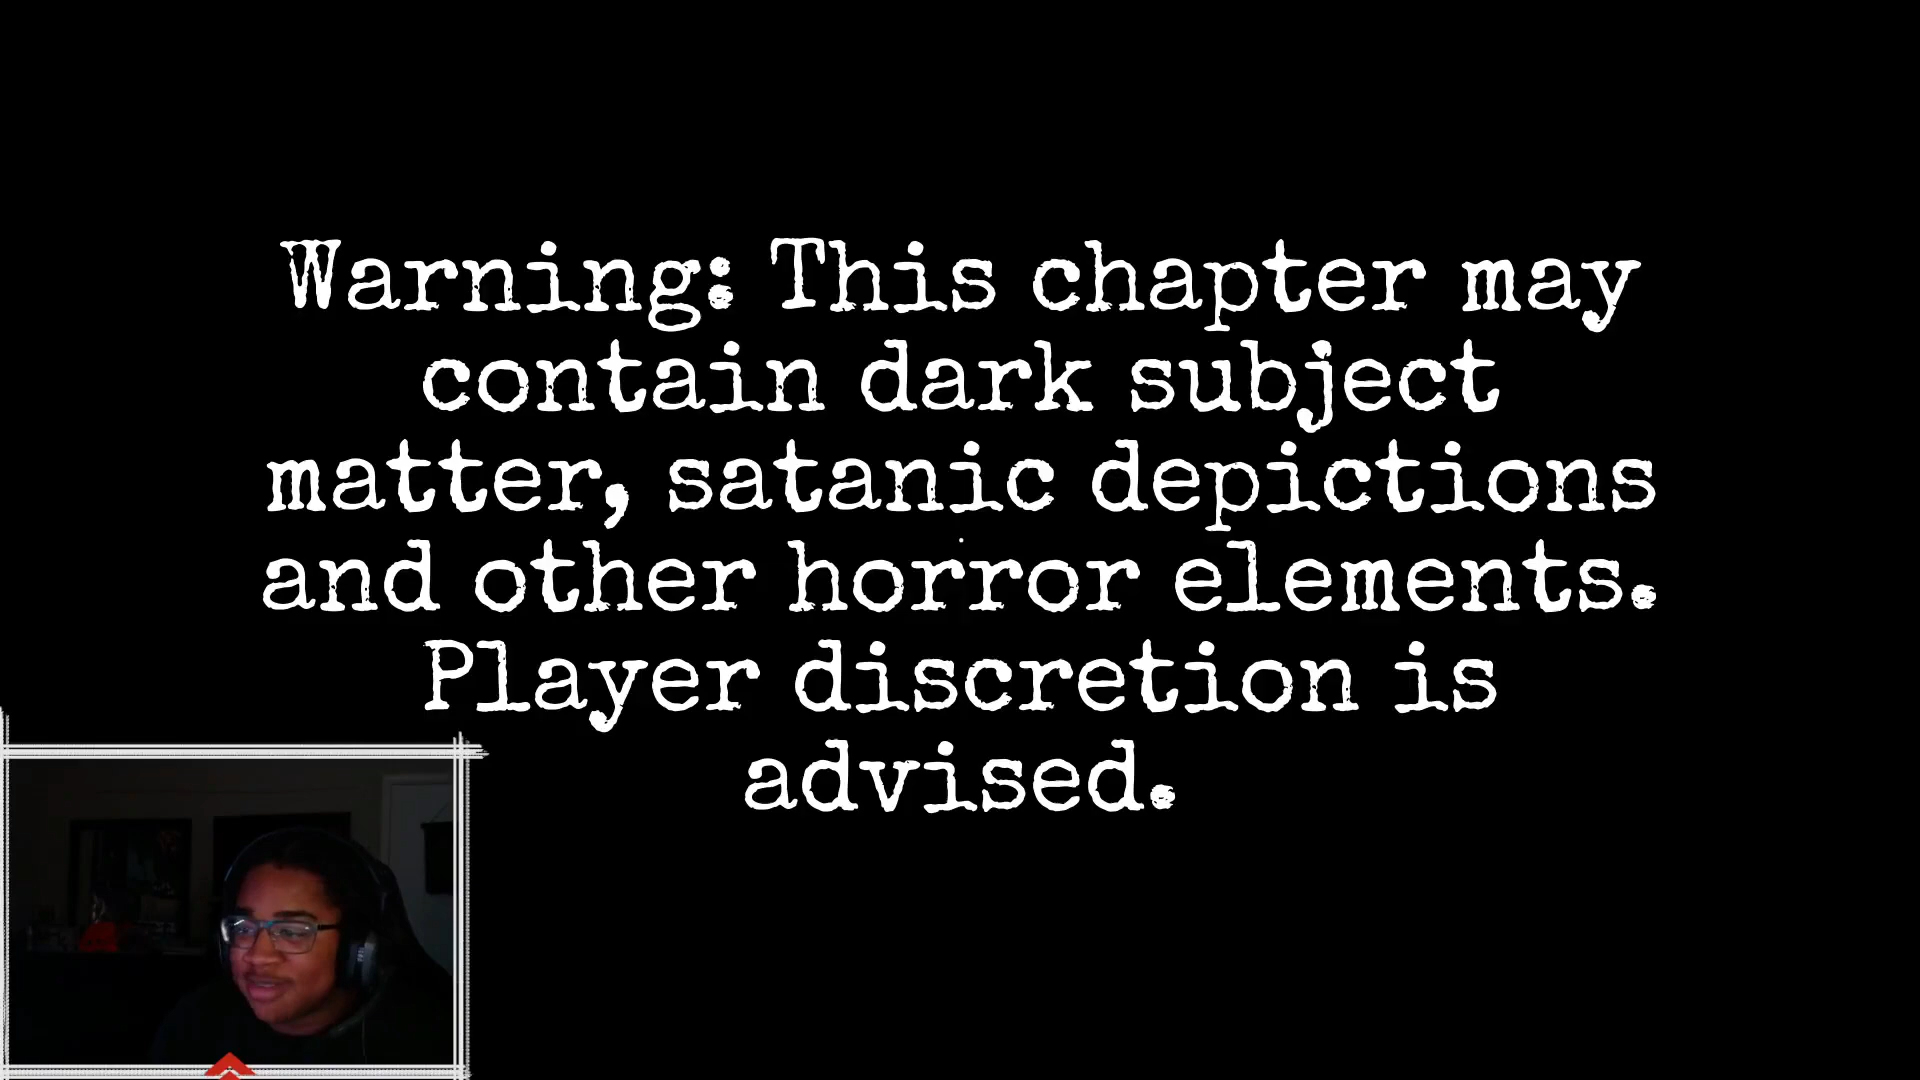 Warning: This chapter may
contain dark subject
matter, satanic depictions
and other horror elements.
Player discretion is
advised.